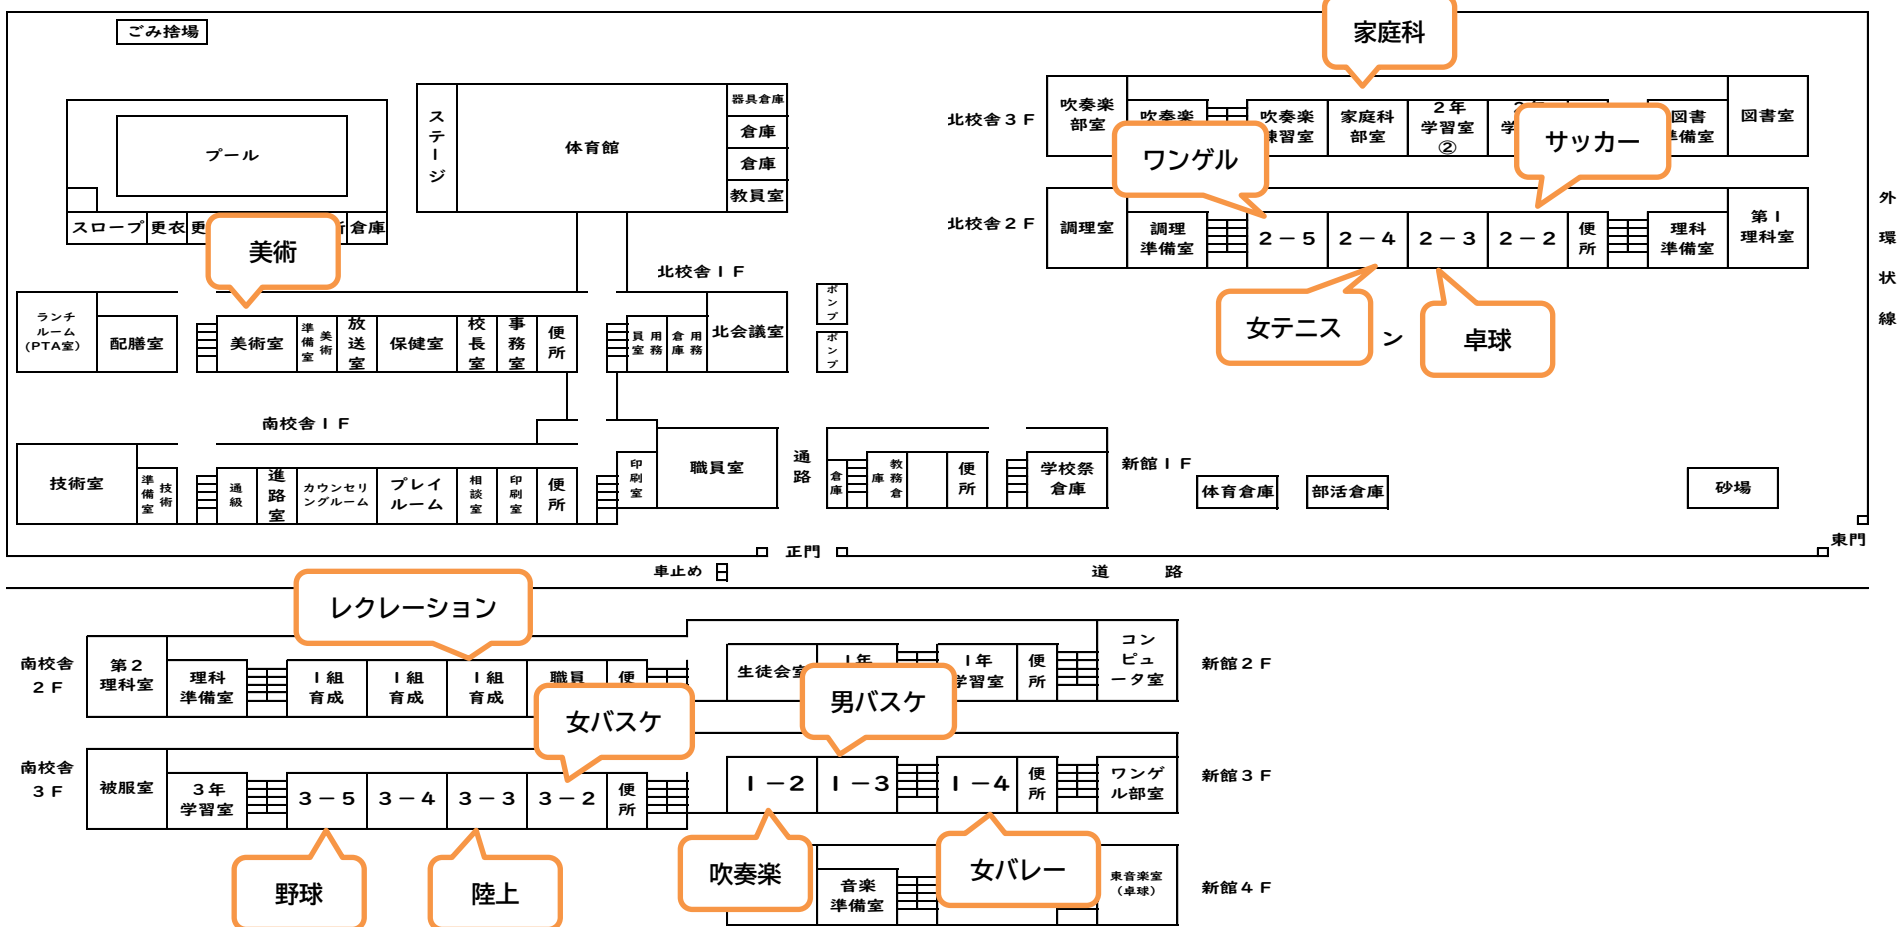 家庭科
ごみ捨場
北校舎3F
吹奏楽
部室
吹奏楽
吹奏楽
練習室
家庭科
部室
2年
学習室
②
図書
準備室
図書室
ワンゲル
サッカー
プール
スロープ
更衣
倉庫
美術
ステージ
体育館
器具倉庫
倉庫
倉庫
教員室
北校舎2F
調理室
調理
準備室
2－5
2－4
2－3
2－2
便所
理科
準備室
第1
理科室
外環状線
女テニス
ン
卓球
北校舎1F
ランチ
ルーム
(PTA室)
配膳室
美術室
美術
準備室
放送室
保健室
校長室
事務室
便所
用務
員室
用務
倉庫
北会議室
ポンプ
ポンプ
南校舎1F
技術室
技術
準備室
通級
進路室
カウンセリ
ングルーム
プレイ
ルーム
相談室
印刷室
便所
印刷室
職員室
通路
倉庫
教務倉
庫
便所
学校祭
倉庫
新館1F
体育倉庫
部活倉庫
砂場
東門
正門
車止め
道路
レクレーション
南校舎
2F
第2
理科室
理科
準備室
1組
育成
1組
育成
1組
育成
職員
便
生徒会室
1年
1年
学習室
便所
コン
ピュ
ータ室
新館2F
女バスケ
男バスケ
南校舎
3F
被服室
3年
学習室
3－5
3－4
3－3
3－2
便所
1－2
1－3
1－4
便所
ワンゲ
ル部室
新館3F
野球
陸上
吹奏楽
女バレー
音楽
準備室
東音楽室
(卓球)
新館4F